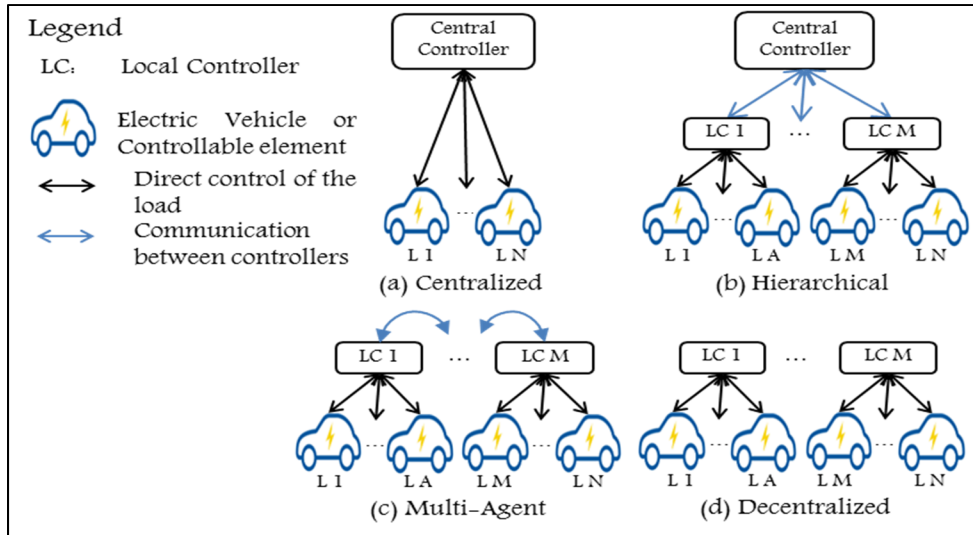 Legend
LC: Local Controller
Electric Vehicle or
Controllable element
Direct control of the
load
Communication
between controllers
Central
Controller
L 1 ... L N
(a) Centralized
Central
Controller
LC 1 ... LC M
L 1 ... L A L M ... L N
(b) Hierarchical
LC 1 ... LC M
L 1 ... L A L M ... L N
(c) Multi-Agent
LC 1 ... LC M
L 1 ... L A L M ... L N
(d) Decentralized